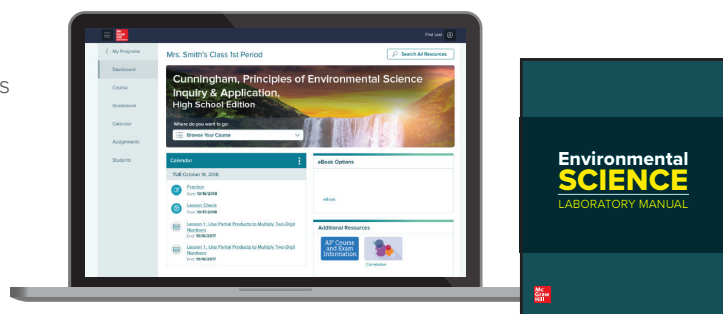 s
Mc
Graw
Hill
First Last
My Programs
Mrs. Smith's Class 1st Period
Search All Resources
Dashboard
Course
Gradebook
Calendar
Assignments
Students
Cunningham, Principles of Environmental Science
Inquiry & Application,
High School Edition
Where do you want to go:
Browse Your Course
Calendar
TUE October 16, 2018
Practice
Due: 10/16/2018
Lesson Check
Due: 10/17/2018
Lesson 1: Use Partial Products to Multiply Two-Digit
Numbers
End: 10/16/2017
Lesson 1: Use Partial Products to Multiply Two-Digit
Numbers
End: 10/16/2017
eBook Options
eBook
Additional Resources
AP Course
and Exam
Information
Correlation
Environmental
SCIENCE
LABORATORY MANUAL
Mc
Graw
Hill